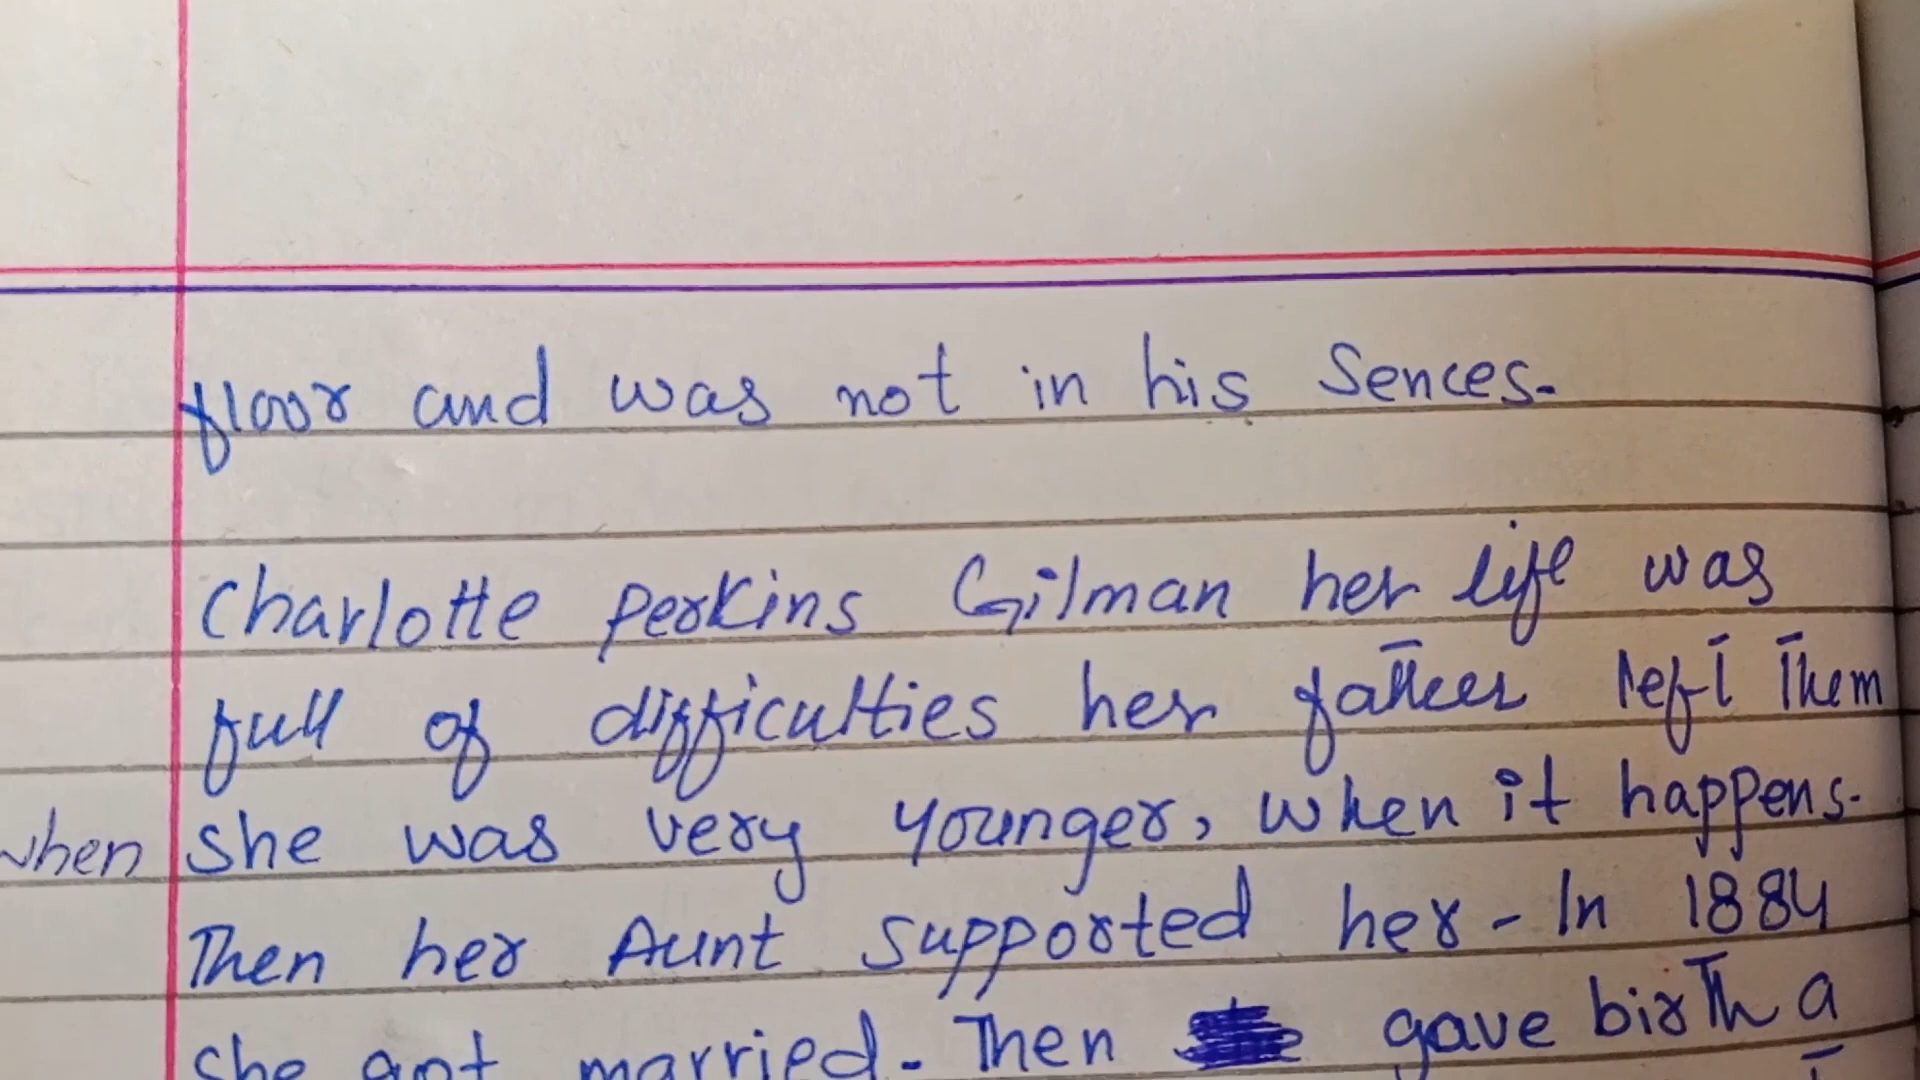 floor and was not in his Sences.
Charlotte perkins Gilman her life was
full of difficulties her father left Them
when she was very younger, when it happens.
Then her Aunt supported her - In 1884
she got married. Then gave birth a